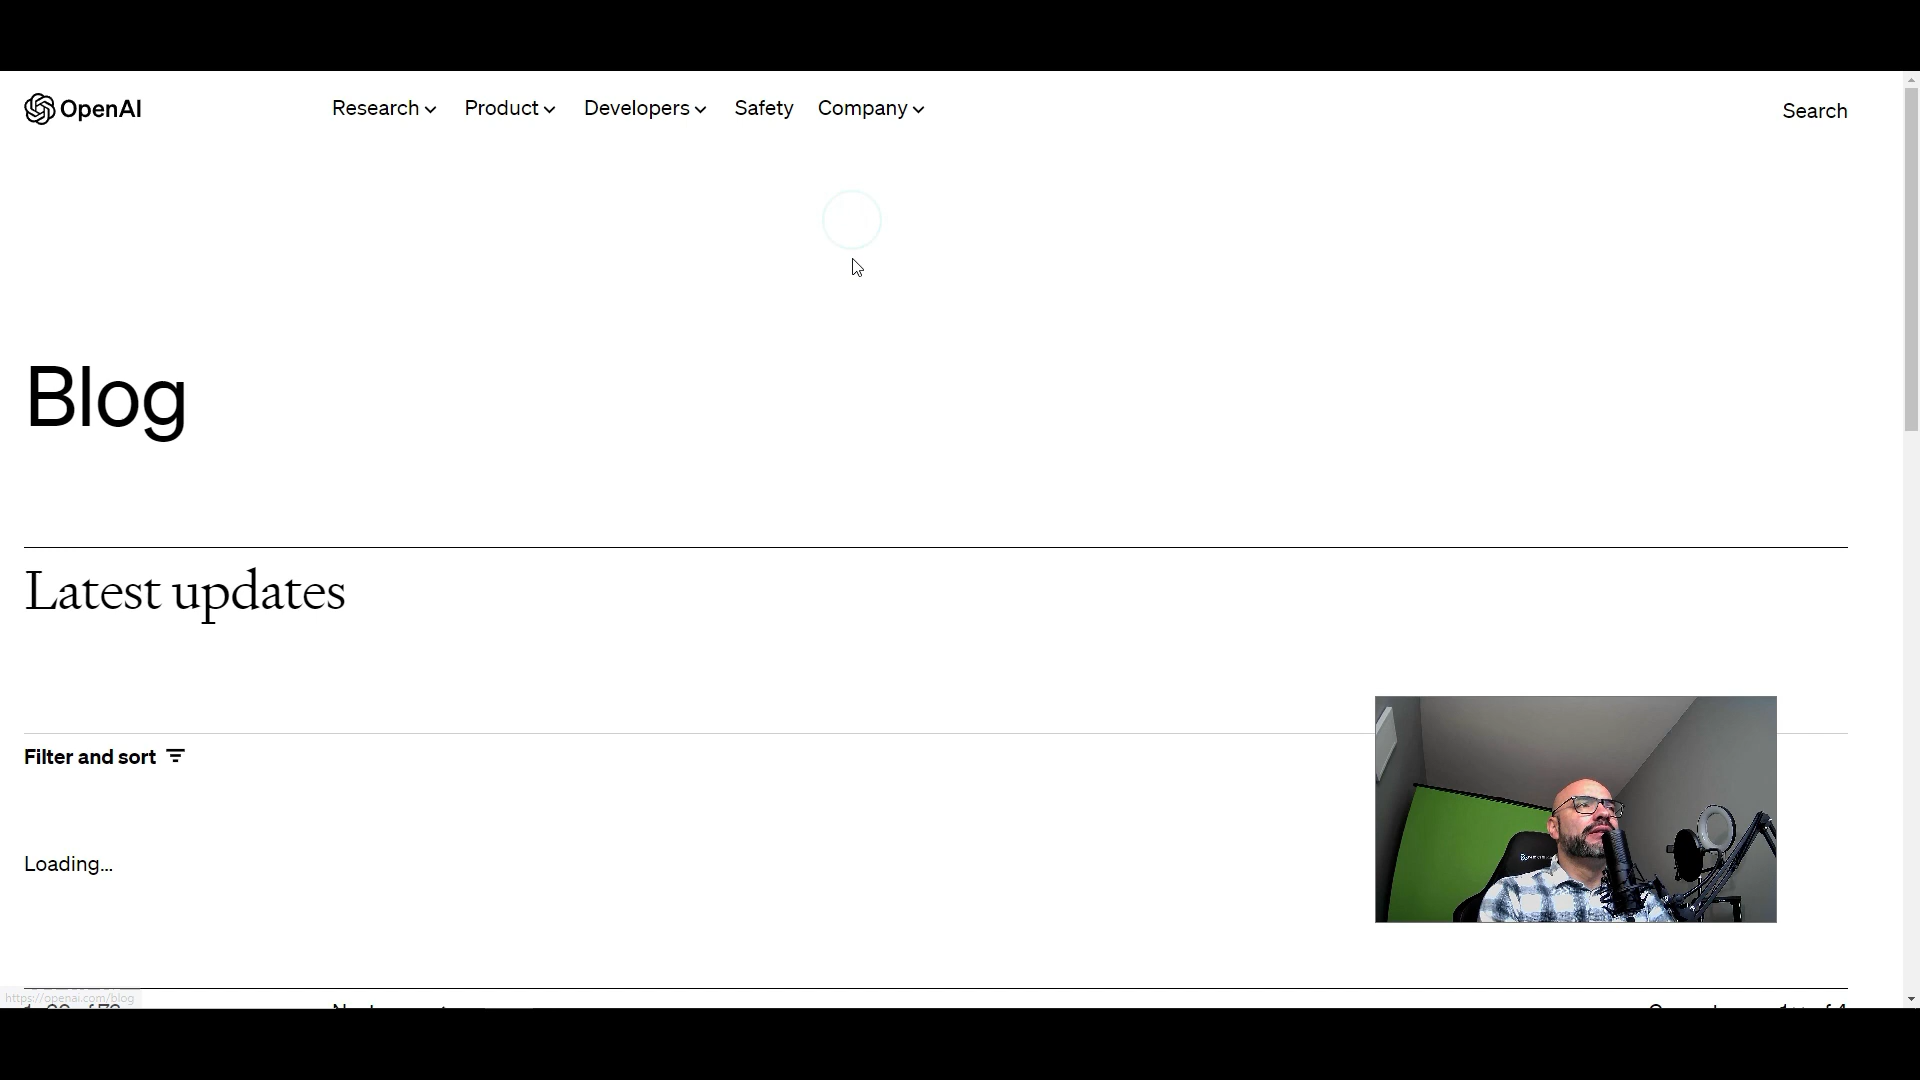 OpenAI
Research
Product
Developers
Safety
Company
Search
Blog
Latest updates
Filter and sort
Loading...
https://openai.com/blog